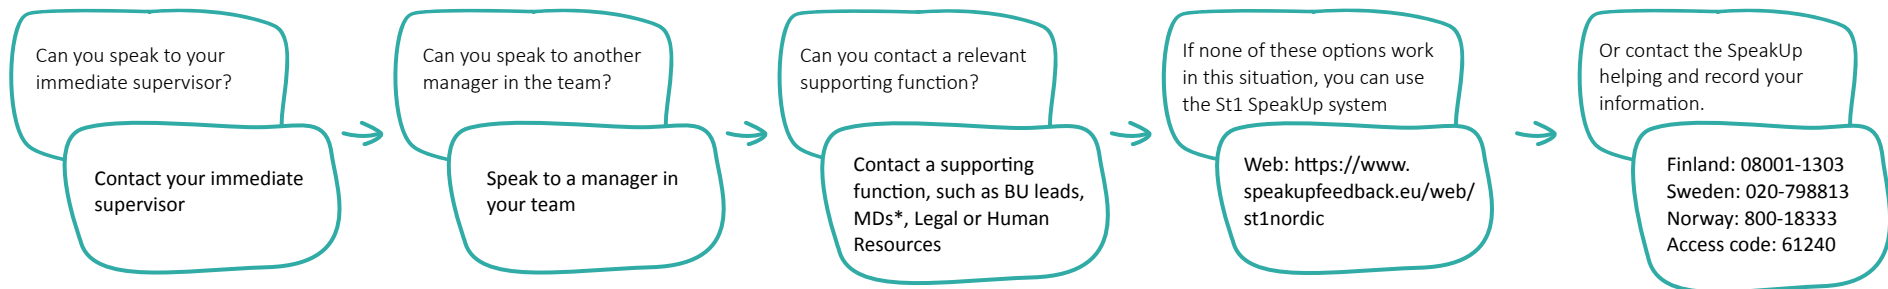 Can you speak to your
immediate supervisor?
Contact your immediate
supervisor
Can you speak to another
manager in the team?
Speak to a manager in
your team
Can you contact a relevant
supporting function?
Contact a supporting
function, such as BU leads,
MDs*, Legal or Human
Resources
If none of these options work
in this situation, you can use
the St1 SpeakUp system
Web: https://www.
speakupfeedback.eu/web/
st1nordic
Or contact the SpeakUp
helping and record your
information.
Finland: 08001-1303
Sweden: 020-798813
Norway: 800-18333
Access code: 61240